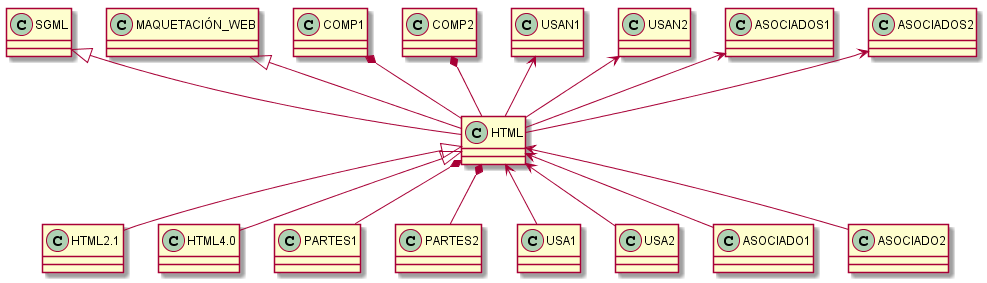 C SGML
C MAQUETACIÓN_WEB
C COMP1
C COMP2
C USAN1
C USAN2
C ASOCIADOS1
C ASOCIADOS2
C HTML
C HTML2.1
C HTML4.0
C PARTES1
C PARTES2
C USA1
C USA2
C ASOCIADO1
C ASOCIADO2